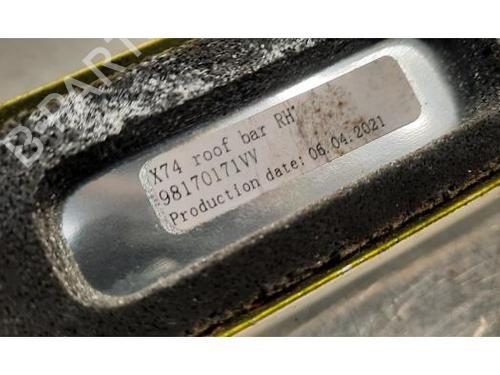 B-PARTS
X74 roof bar RH
98170171VV
Production date: 06.04.2021